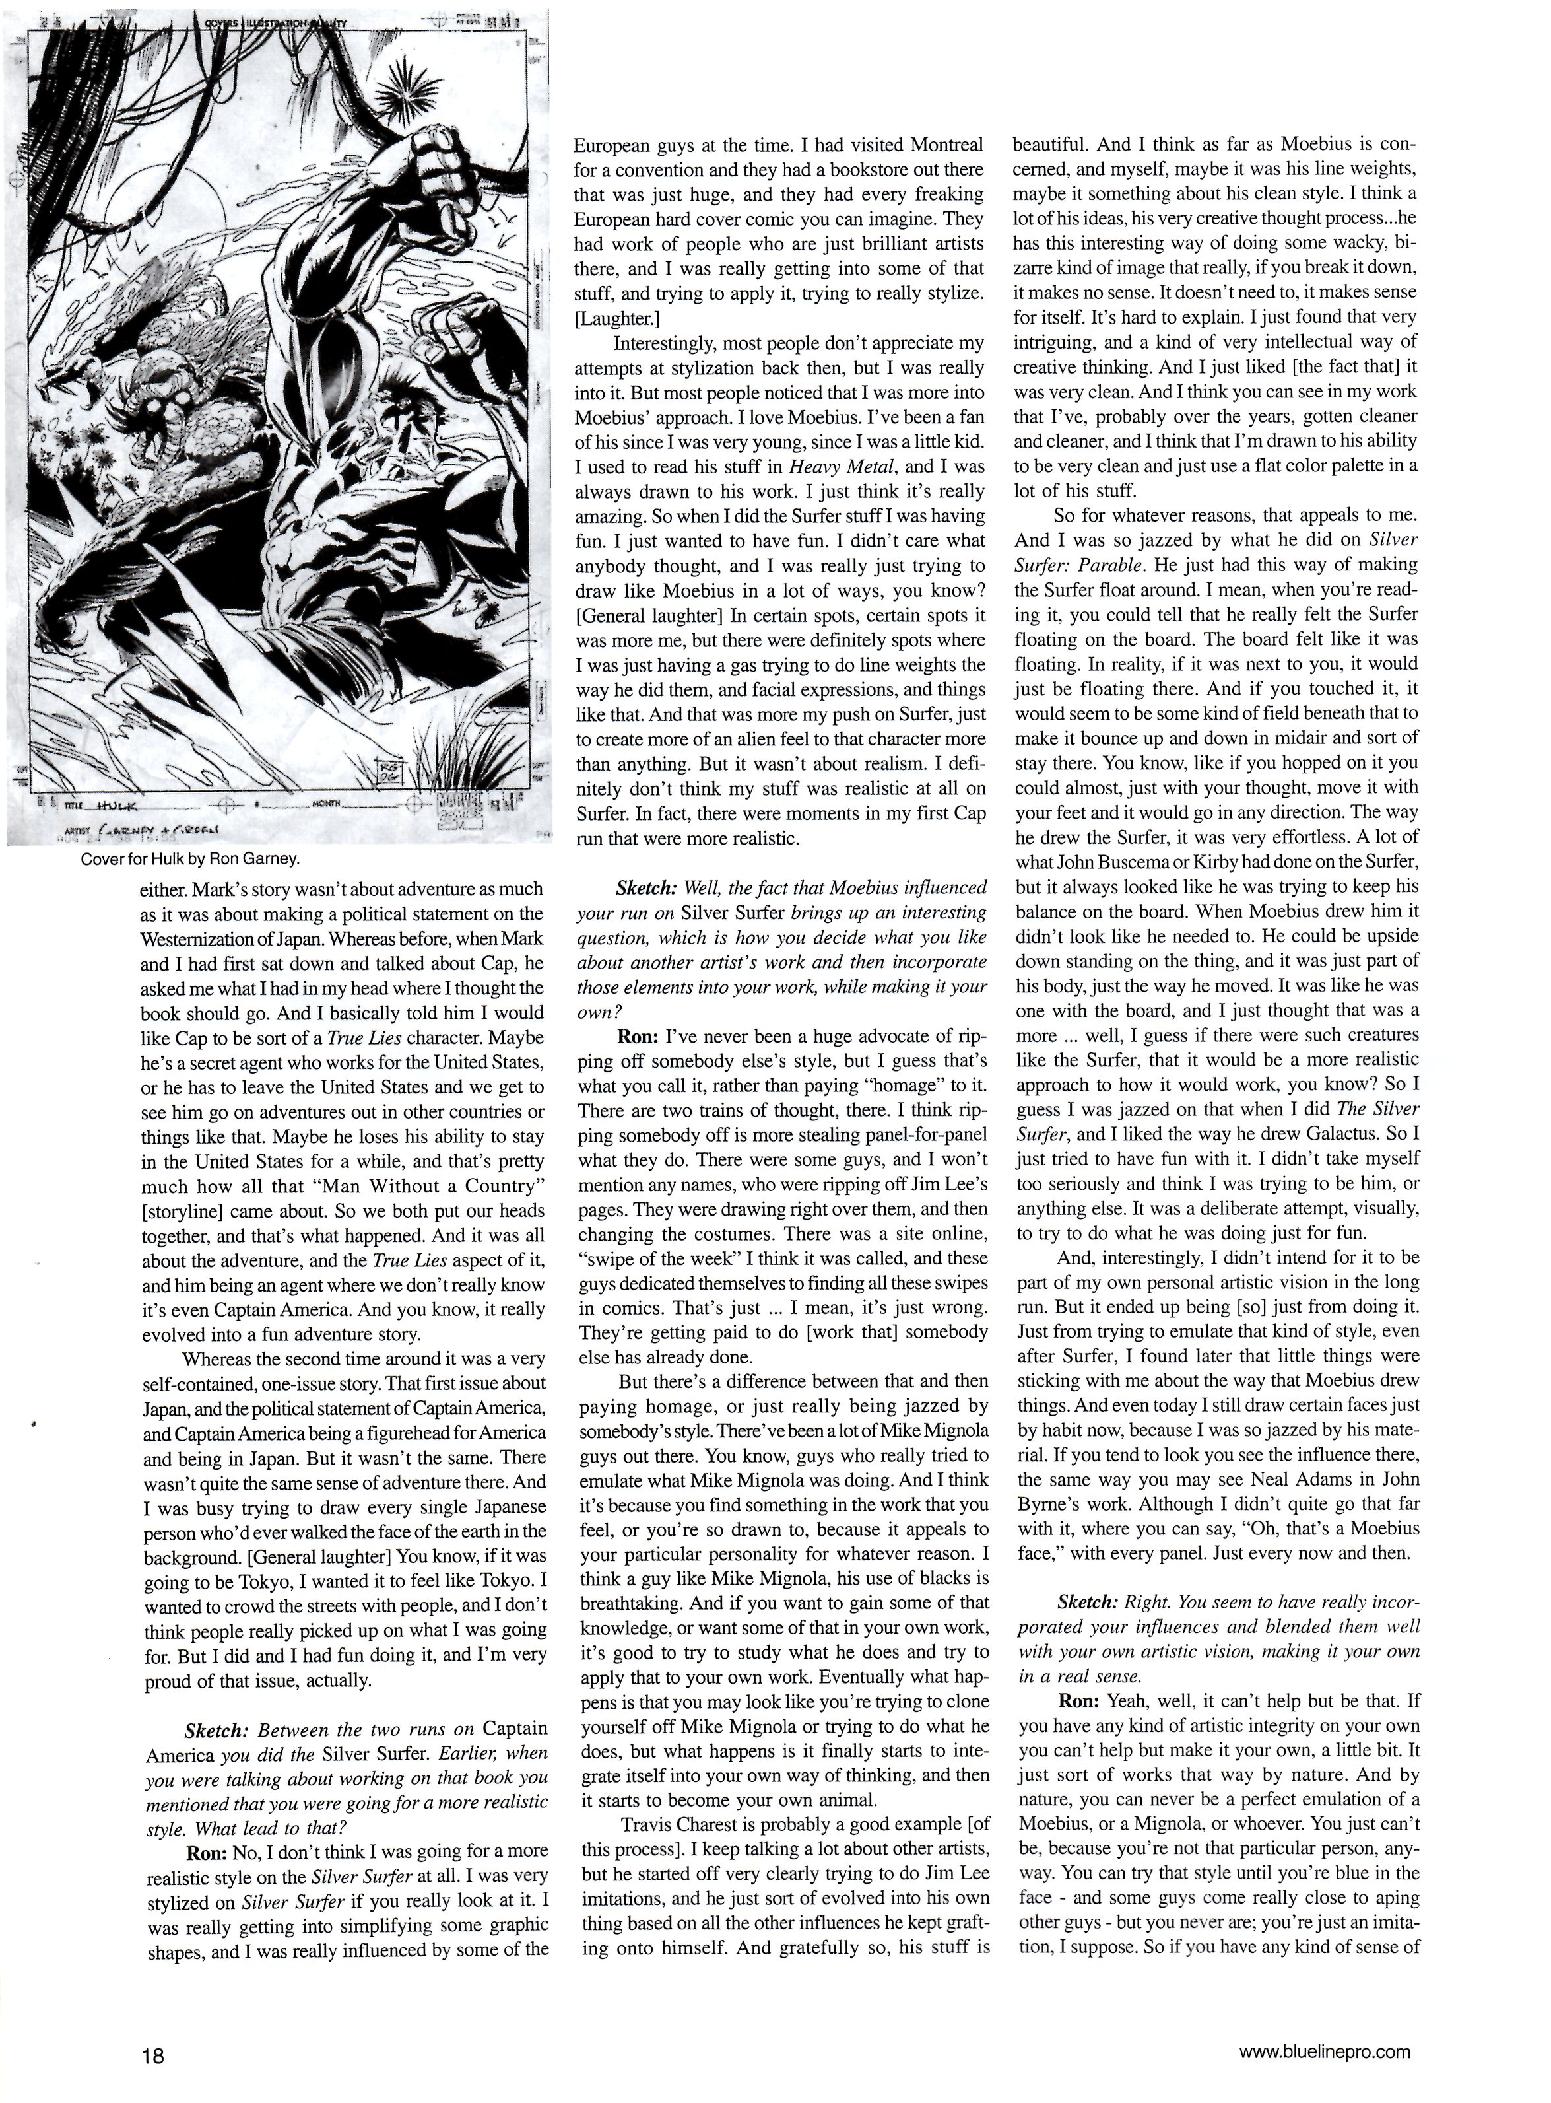 COVERS / ILLUSTRATION QUALITY
TITLE HULK
MONTH
ARTIST GARNEY + GREEN
RG
96
Cover for Hulk by Ron Garney.
either. Mark's story wasn't about adventure as much
as it was about making a political statement on the
Westernization of Japan. Whereas before, when Mark
and I had first sat down and talked about Cap, he
asked me what I had in my head where I thought the
book should go. And I basically told him I would
like Cap to be sort of a True Lies character. Maybe
he's a secret agent who works for the United States,
or he has to leave the United States and we get to
see him go on adventures out in other countries or
things like that. Maybe he loses his ability to stay
in the United States for a while, and that's pretty
much how all that “Man Without a Country”
[storyline] came about. So we both put our heads
together, and that's what happened. And it was all
about the adventure, and the True Lies aspect of it,
and him being an agent where we don't really know
it's even Captain America. And you know, it really
evolved into a fun adventure story.
Whereas the second time around it was a very
self-contained, one-issue story. That first issue about
Japan, and the political statement of Captain America,
and Captain America being a figurehead for America
and being in Japan. But it wasn't the same. There
wasn't quite the same sense of adventure there. And
I was busy trying to draw every single Japanese
person who'd ever walked the face of the earth in the
background. [General laughter] You know, if it was
going to be Tokyo, I wanted it to feel like Tokyo. I
wanted to crowd the streets with people, and I don't
think people really picked up on what I was going
for. But I did and I had fun doing it, and I'm very
proud of that issue, actually.
Sketch: Between the two runs on Captain
America you did the Silver Surfer. Earlier, when
you were talking about working on that book you
mentioned that you were going for a more realistic
style. What lead to that?
Ron: No, I don't think I was going for a more
realistic style on the Silver Surfer at all. I was very
stylized on Silver Surfer if you really look at it. I
was really getting into simplifying some graphic
shapes, and I was really influenced by some of the
European guys at the time. I had visited Montreal
for a convention and they had a bookstore out there
that was just huge, and they had every freaking
European hard cover comic you can imagine. They
had work of people who are just brilliant artists
there, and I was really getting into some of that
stuff, and trying to apply it, trying to really stylize.
[Laughter.]
Interestingly, most people don't appreciate my
attempts at stylization back then, but I was really
into it. But most people noticed that I was more into
Moebius' approach. I love Moebius. I've been a fan
of his since I was very young, since I was a little kid.
I used to read his stuff in Heavy Metal, and I was
always drawn to his work. I just think it's really
amazing. So when I did the Surfer stuff I was having
fun. I just wanted to have fun. I didn't care what
anybody thought, and I was really just trying to
draw like Moebius in a lot of ways, you know?
[General laughter] In certain spots, certain spots it
was more me, but there were definitely spots where
I was just having a gas trying to do line weights the
way he did them, and facial expressions, and things
like that. And that was more my push on Surfer, just
to create more of an alien feel to that character more
than anything. But it wasn't about realism. I defi-
nitely don't think my stuff was realistic at all on
Surfer. In fact, there were moments in my first Cap
run that were more realistic.
Sketch: Well, the fact that Moebius influenced
your run on Silver Surfer brings up an interesting
question, which is how you decide what you like
about another artist's work and then incorporate
those elements into your work, while making it your
own?
Ron: I've never been a huge advocate of rip-
ping off somebody else's style, but I guess that's
what you call it, rather than paying “homage” to it.
There are two trains of thought, there. I think rip-
ping somebody off is more stealing panel-for-panel
what they do. There were some guys, and I won't
mention any names, who were ripping off Jim Lee's
pages. They were drawing right over them, and then
changing the costumes. There was a site online,
“swipe of the week” I think it was called, and these
guys dedicated themselves to finding all these swipes
in comics. That's just ... I mean, it's just wrong.
They're getting paid to do [work that] somebody
else has already done.
But there's a difference between that and then
paying homage, or just really being jazzed by
somebody's style. There've been a lot of Mike Mignola
guys out there. You know, guys who really tried to
emulate what Mike Mignola was doing. And I think
it's because you find something in the work that you
feel, or you're so drawn to, because it appeals to
your particular personality for whatever reason. I
think a guy like Mike Mignola, his use of blacks is
breathtaking. And if you want to gain some of that
knowledge, or want some of that in your own work,
it's good to try to study what he does and try to
apply that to your own work. Eventually what hap-
pens is that you may look like you're trying to clone
yourself off Mike Mignola or trying to do what he
does, but what happens is it finally starts to inte-
grate itself into your own way of thinking, and then
it starts to become your own animal.
Travis Charest is probably a good example [of
this process]. I keep talking a lot about other artists,
but he started off very clearly trying to do Jim Lee
imitations, and he just sort of evolved into his own
thing based on all the other influences he kept graft-
ing onto himself. And gratefully so, his stuff is
beautiful. And I think as far as Moebius is con-
cerned, and myself, maybe it was his line weights,
maybe it something about his clean style. I think a
lot of his ideas, his very creative thought process...he
has this interesting way of doing some wacky, bi-
zarre kind of image that really, if you break it down,
it makes no sense. It doesn't need to, it makes sense
for itself. It's hard to explain. I just found that very
intriguing, and a kind of very intellectual way of
creative thinking. And I just liked [the fact that] it
was very clean. And I think you can see in my work
that I've, probably over the years, gotten cleaner
and cleaner, and I think that I'm drawn to his ability
to be very clean and just use a flat color palette in a
lot of his stuff.
So for whatever reasons, that appeals to me.
And I was so jazzed by what he did on Silver
Surfer: Parable. He just had this way of making
the Surfer float around. I mean, when you're read-
ing it, you could tell that he really felt the Surfer
floating on the board. The board felt like it was
floating. In reality, if it was next to you, it would
just be floating there. And if you touched it, it
would seem to be some kind of field beneath that to
make it bounce up and down in midair and sort of
stay there. You know, like if you hopped on it you
could almost, just with your thought, move it with
your feet and it would go in any direction. The way
he drew the Surfer, it was very effortless. A lot of
what John Buscema or Kirby had done on the Surfer,
but it always looked like he was trying to keep his
balance on the board. When Moebius drew him it
didn't look like he needed to. He could be upside
down standing on the thing, and it was just part of
his body, just the way he moved. It was like he was
one with the board, and I just thought that was a
more ... well, I guess if there were such creatures
like the Surfer, that it would be a more realistic
approach to how it would work, you know? So I
guess I was jazzed on that when I did The Silver
Surfer, and I liked the way he drew Galactus. So I
just tried to have fun with it. I didn't take myself
too seriously and think I was trying to be him, or
anything else. It was a deliberate attempt, visually,
to try to do what he was doing just for fun.
And, interestingly, I didn't intend for it to be
part of my own personal artistic vision in the long
run. But it ended up being [so] just from doing it.
Just from trying to emulate that kind of style, even
after Surfer, I found later that little things were
sticking with me about the way that Moebius drew
things. And even today I still draw certain faces just
by habit now, because I was so jazzed by his mate-
rial. If you tend to look you see the influence there,
the same way you may see Neal Adams in John
Byrne's work. Although I didn't quite go that far
with it, where you can say, “Oh, that's a Moebius
face,” with every panel. Just every now and then.
Sketch: Right. You seem to have really incor-
porated your influences and blended them well
with your own artistic vision, making it your own
in a real sense.
Ron: Yeah, well, it can't help but be that. If
you have any kind of artistic integrity on your own
you can't help but make it your own, a little bit. It
just sort of works that way by nature. And by
nature, you can never be a perfect emulation of a
Moebius, or a Mignola, or whoever. You just can't
be, because you're not that particular person, any-
way. You can try that style until you're blue in the
face - and some guys come really close to aping
other guys - but you never are; you're just an imita-
tion, I suppose. So if you have any kind of sense of
18
www.bluelinepro.com